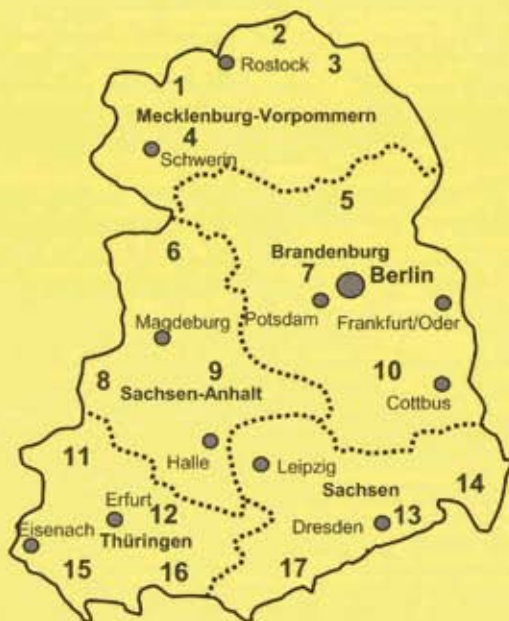 2
3
Rostock
1
Mecklenburg-Vorpommern
4
Schwerin
5
6
Brandenburg
7
Berlin
Potsdam
Frankfurt/Oder
Magdeburg
8
9
10
Sachsen-Anhalt
Cottbus
11
Halle
Leipzig
14
Sachsen
Erfurt
12
13
Eisenach
Dresden
Thüringen
15
16
17